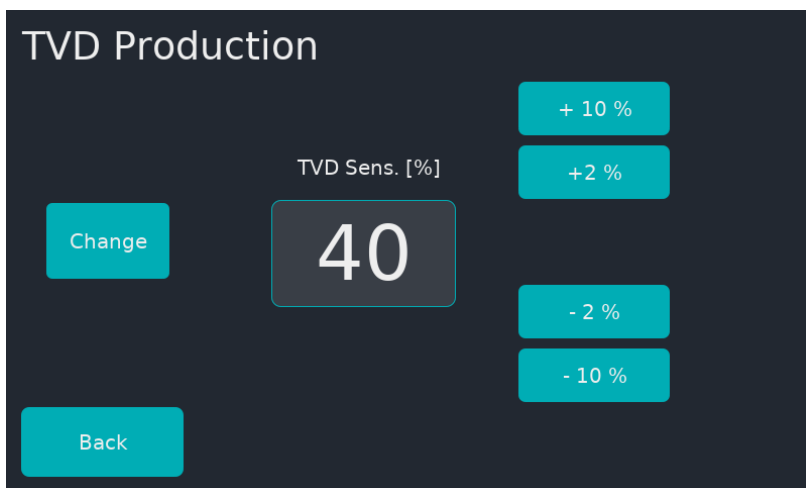 TVD Production
+ 10 %
TVD Sens. [%]
+2 %
Change
40
- 2 %
- 10 %
Back